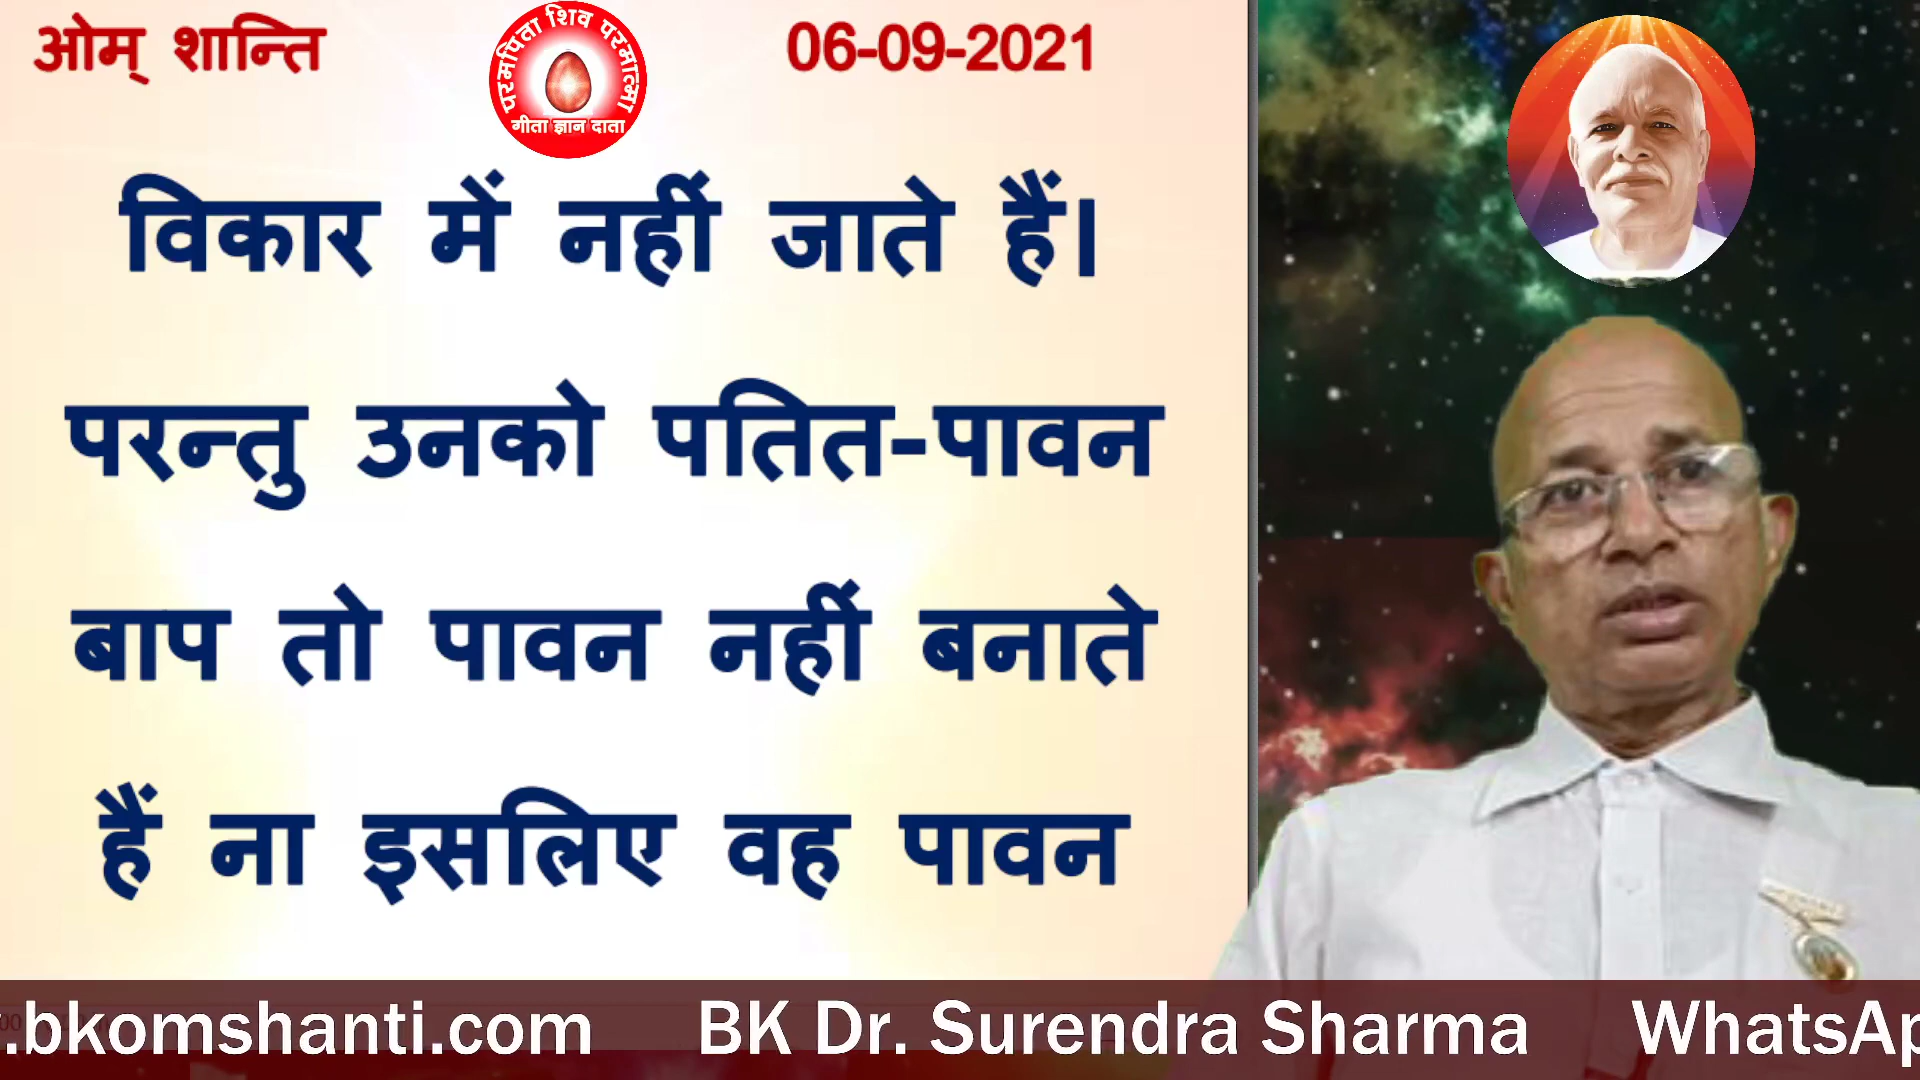 ओम् शान्ति
परमपिता शिव परमात्मा
गीता ज्ञान दाता
06-09-2021
विकार में नहीं जाते हैं।
परन्तु उनको पतित-पावन
बाप तो पावन नहीं बनाते
हैं ना इसलिए वह पावन
.bkomshanti.com BK Dr. Surendra Sharma WhatsAp